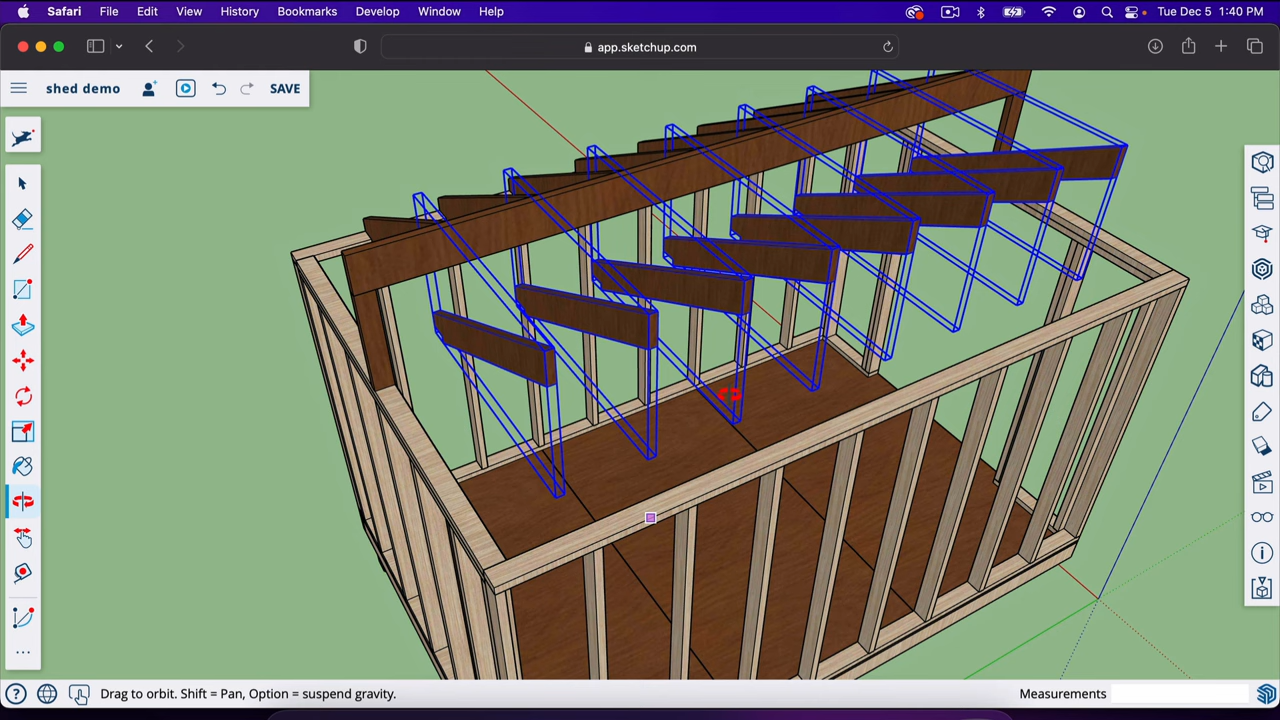 Safari File Edit View History Bookmarks Develop Window Help Tue Dec 5 1:40 PM
app.sketchup.com
shed demo SAVE
Drag to orbit. Shift = Pan, Option = suspend gravity. Measurements